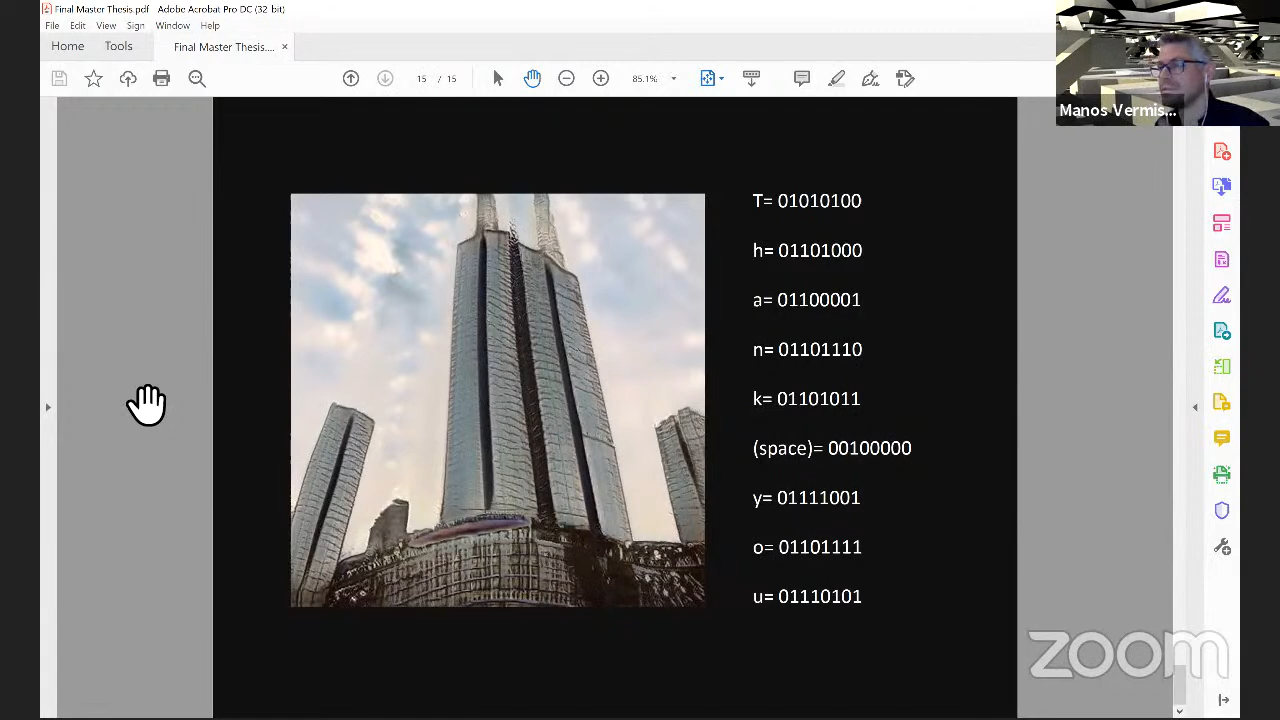 Final Master Thesis.pdf - Adobe Acrobat Pro DC (32-bit)
File Edit View Sign Window Help
Home Tools Final Master Thesis.... ×
15 / 15 85.1%
Manos Vermis...
T= 01010100
h= 01101000
a= 01100001
n= 01101110
k= 01101011
(space)= 00100000
y= 01111001
o= 01101111
u= 01110101
zoom